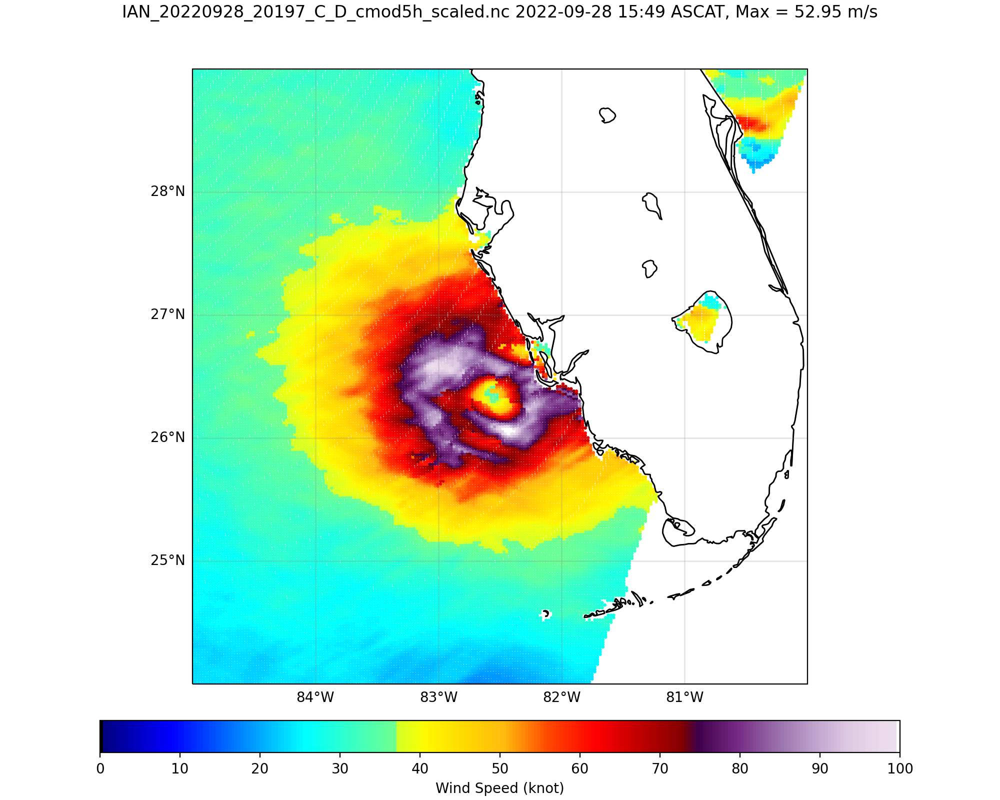 IAN_20220928_20197_C_D_cmod5h_scaled.nc 2022-09-28 15:49 ASCAT, Max = 52.95 m/s
28°N
27°N
26°N
25°N
84°W 83°W 82°W 81°W
0 10 20 30 40 50 60 70 80 90 100
Wind Speed (knot)